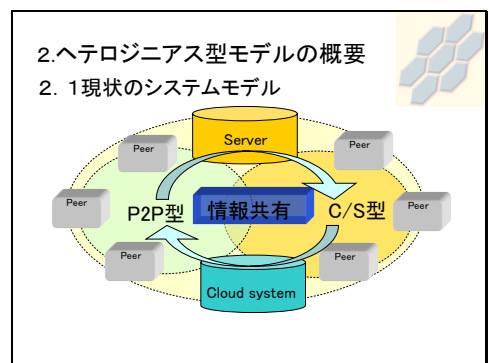 2.ヘテロジニアス型モデルの概要
2．1現状のシステムモデル
Server
Peer
Peer
Peer
P2P型
情報共有
C/S型
Peer
Peer
Peer
Cloud system